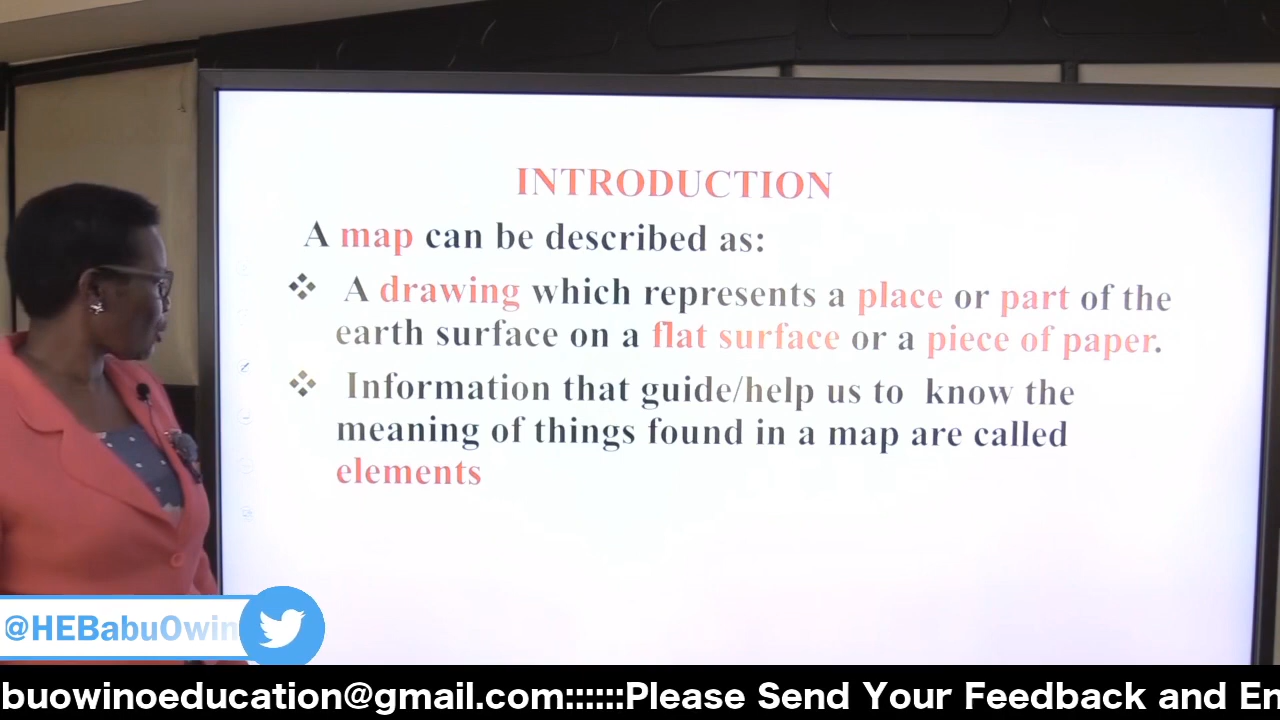 INTRODUCTION
A map can be described as:
❖ A drawing which represents a place or part of the
earth surface on a flat surface or a piece of paper.
❖ Information that guide/help us to know the
meaning of things found in a map are called
elements
@HEBabuOwin
buowinoeducation@gmail.com::::::Please Send Your Feedback and En